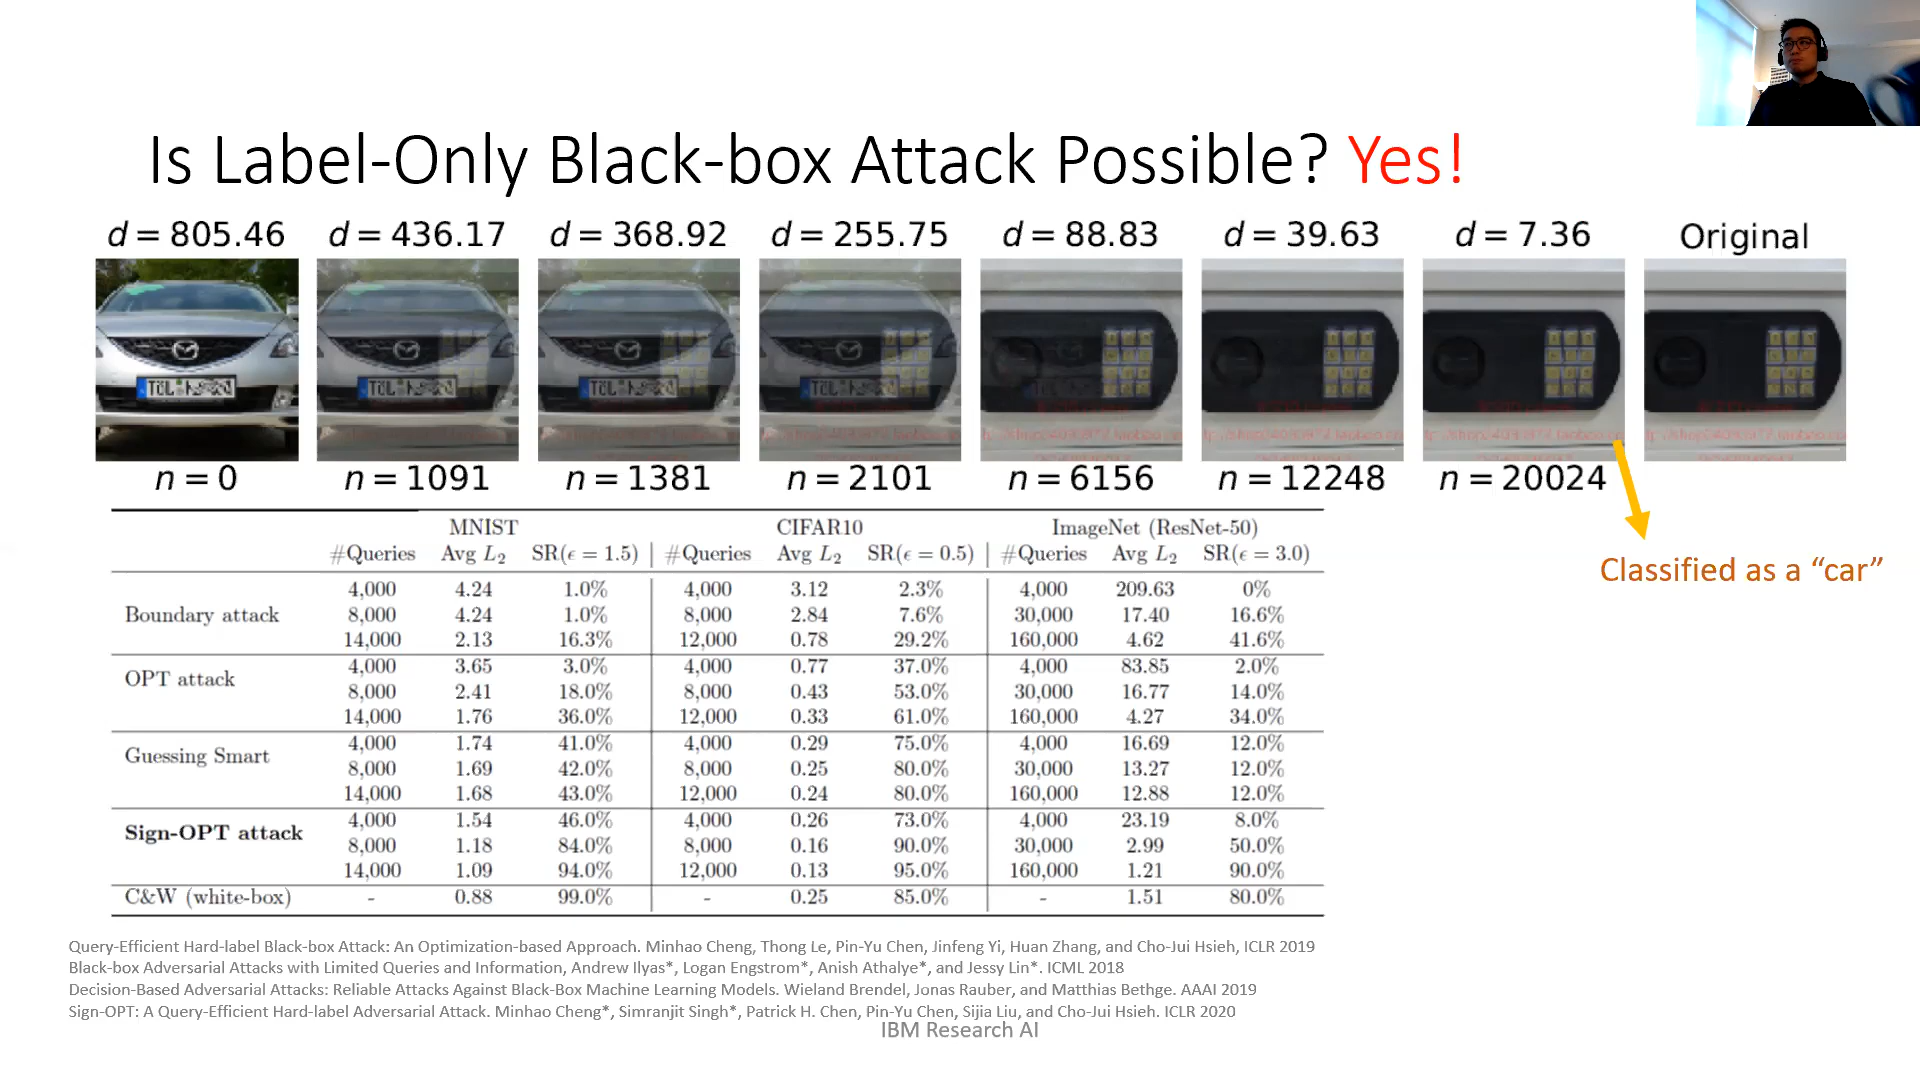 Is Label-Only Black-box Attack Possible? Yes!
d = 805.46 d = 436.17 d = 368.92 d = 255.75 d = 88.83 d = 39.63 d = 7.36 Original
n = 0 n = 1091 n = 1381 n = 2101 n = 6156 n = 12248 n = 20024
Classified as a “car”
MNIST CIFAR10 ImageNet (ResNet-50)
#Queries Avg L₂ SR(ϵ = 1.5) #Queries Avg L₂ SR(ϵ = 0.5) #Queries Avg L₂ SR(ϵ = 3.0)
4,000 4.24 1.0% 4,000 3.12 2.3% 4,000 209.63 0%
Boundary attack 8,000 4.24 1.0% 8,000 2.84 7.6% 30,000 17.40 16.6%
14,000 2.13 16.3% 12,000 0.78 29.2% 160,000 4.62 41.6%
4,000 3.65 3.0% 4,000 0.77 37.0% 4,000 83.85 2.0%
OPT attack 8,000 2.41 18.0% 8,000 0.43 53.0% 30,000 16.77 14.0%
14,000 1.76 36.0% 12,000 0.33 61.0% 160,000 4.27 34.0%
4,000 1.74 41.0% 4,000 0.29 75.0% 4,000 16.69 12.0%
Guessing Smart 8,000 1.69 42.0% 8,000 0.25 80.0% 30,000 13.27 12.0%
14,000 1.68 43.0% 12,000 0.24 80.0% 160,000 12.88 12.0%
4,000 1.54 46.0% 4,000 0.26 73.0% 4,000 23.19 8.0%
Sign-OPT attack 8,000 1.18 84.0% 8,000 0.16 90.0% 30,000 2.99 50.0%
14,000 1.09 94.0% 12,000 0.13 95.0% 160,000 1.21 90.0%
C&W (white-box) - 0.88 99.0% - 0.25 85.0% - 1.51 80.0%
Query-Efficient Hard-label Black-box Attack: An Optimization-based Approach. Minhao Cheng, Thong Le, Pin-Yu Chen, Jinfeng Yi, Huan Zhang, and Cho-Jui Hsieh, ICLR 2019
Black-box Adversarial Attacks with Limited Queries and Information, Andrew Ilyas*, Logan Engstrom*, Anish Athalye*, and Jessy Lin*. ICML 2018
Decision-Based Adversarial Attacks: Reliable Attacks Against Black-Box Machine Learning Models. Wieland Brendel, Jonas Rauber, and Matthias Bethge. AAAI 2019
Sign-OPT: A Query-Efficient Hard-label Adversarial Attack. Minhao Cheng*, Simranjit Singh*, Patrick H. Chen, Pin-Yu Chen, Sijia Liu, and Cho-Jui Hsieh. ICLR 2020
IBM Research AI